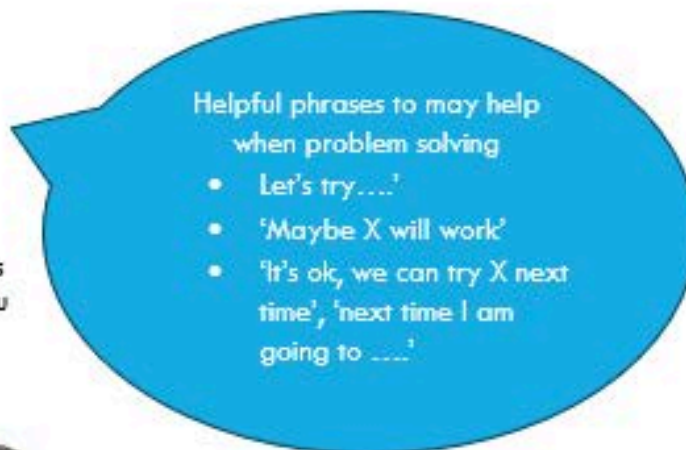 Helpful phrases to may help
when problem solving
• Let's try....'
• 'Maybe X will work'
• 'It's ok, we can try X next
time', 'next time I am
going to ....'